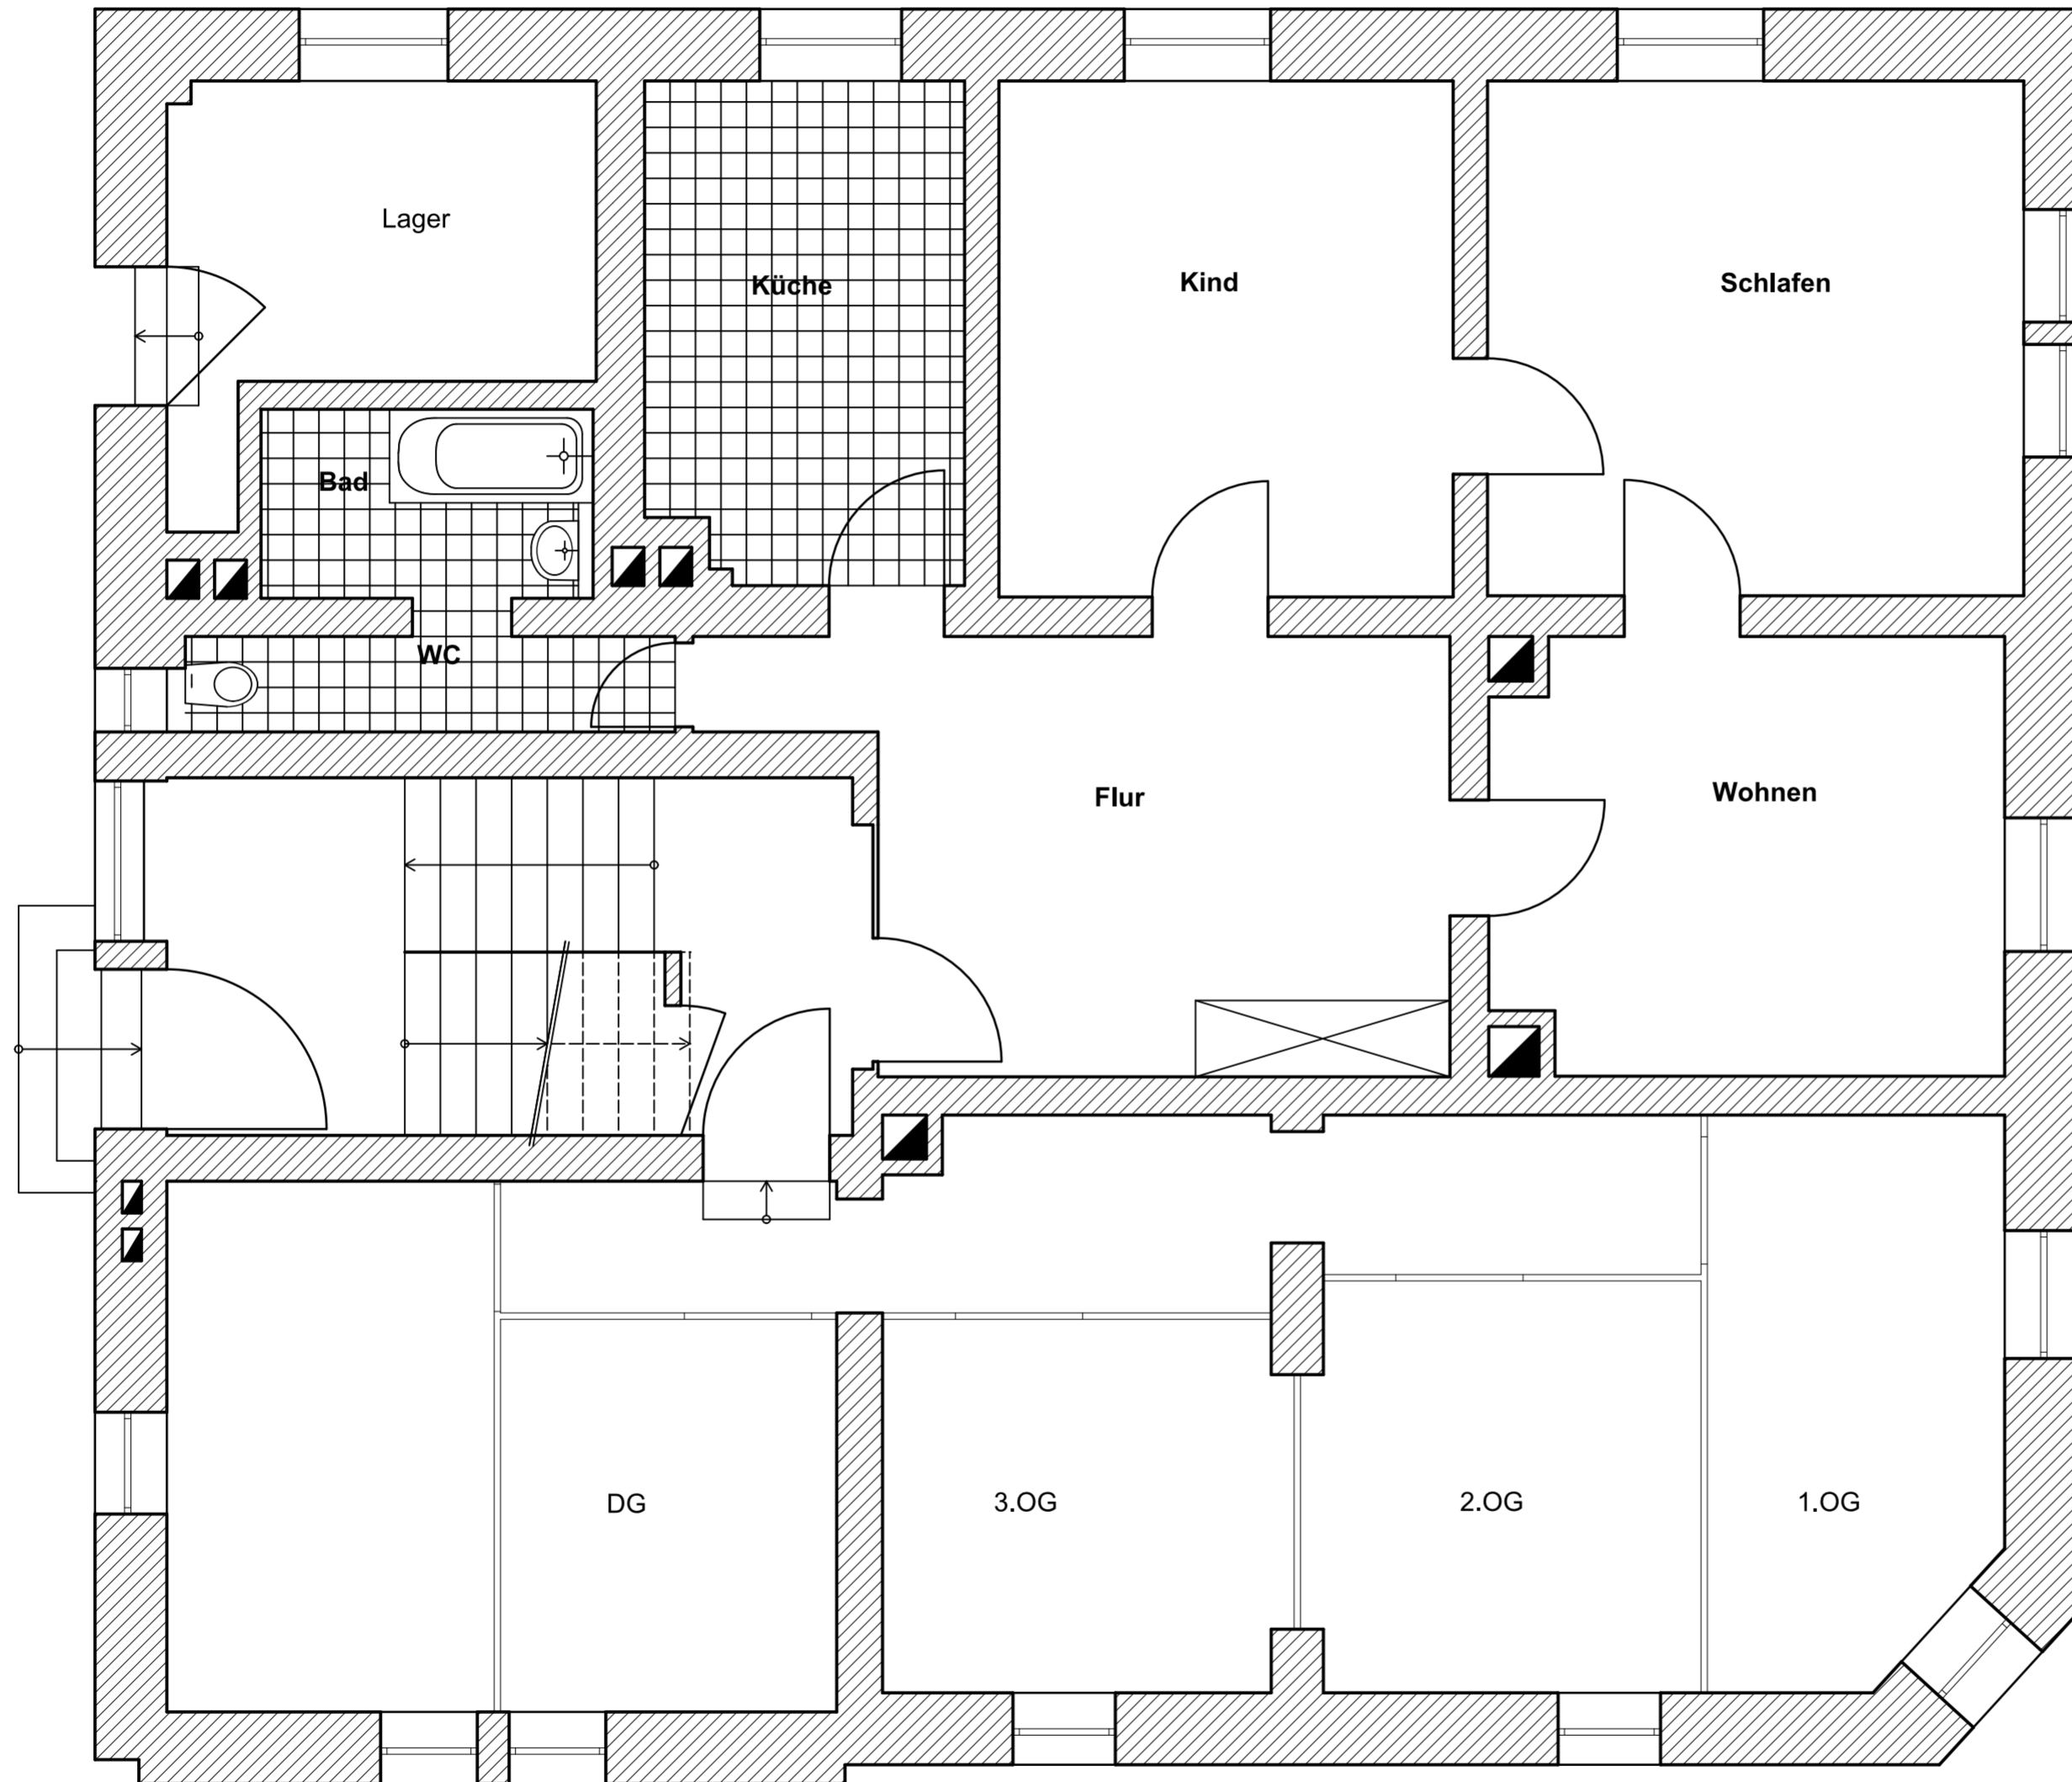 Lager
Küche
Kind
Schlafen
Bad
WC
Flur
Wohnen
DG
3.OG
2.OG
1.OG